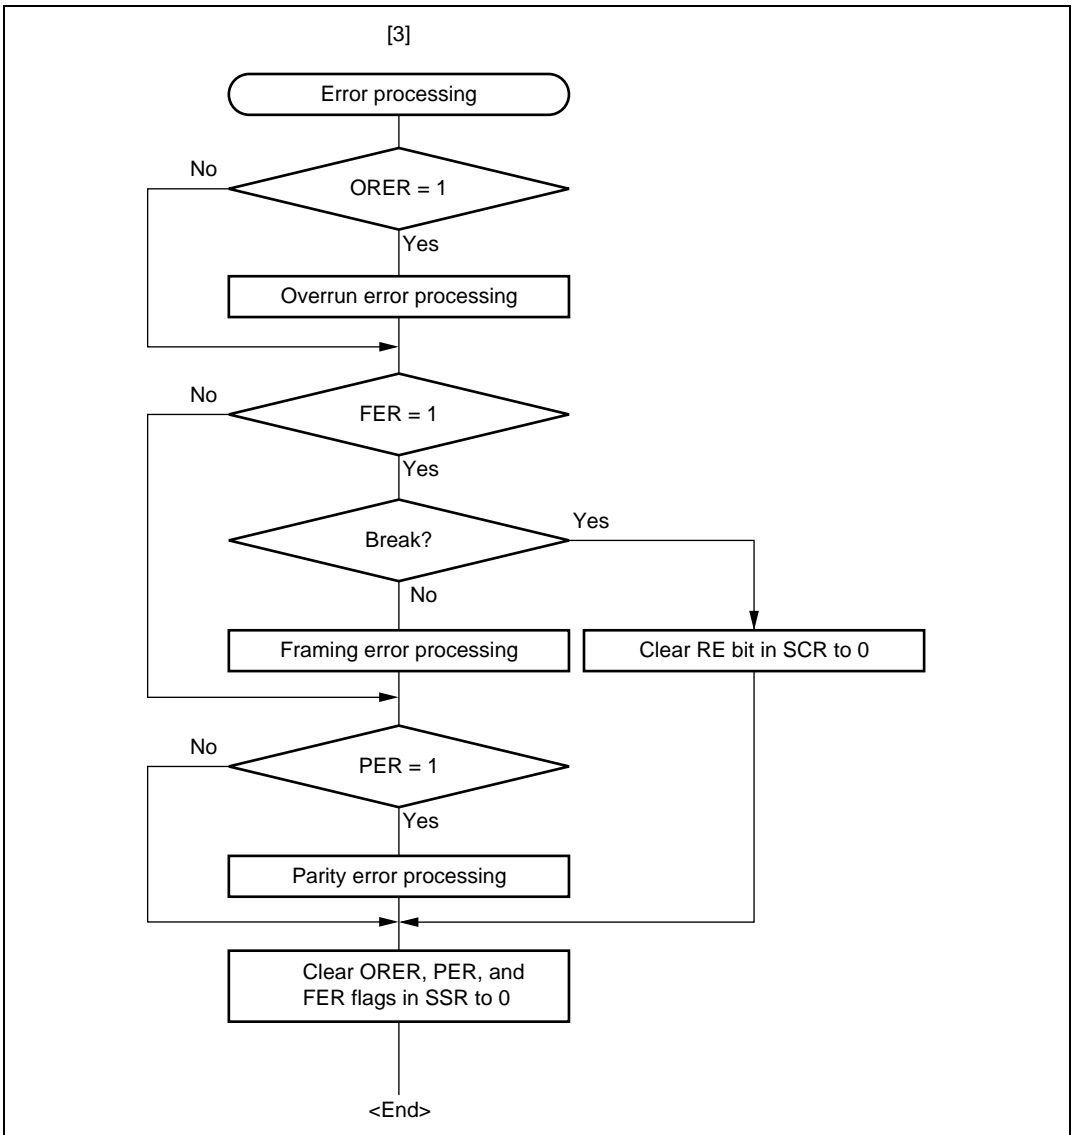 [3]
Error processing
No
ORER = 1
Yes
Overrun error processing
No
FER = 1
Yes
Break?
Yes
No
Framing error processing
Clear RE bit in SCR to 0
No
PER = 1
Yes
Parity error processing
Clear ORER, PER, and
FER flags in SSR to 0
<End>